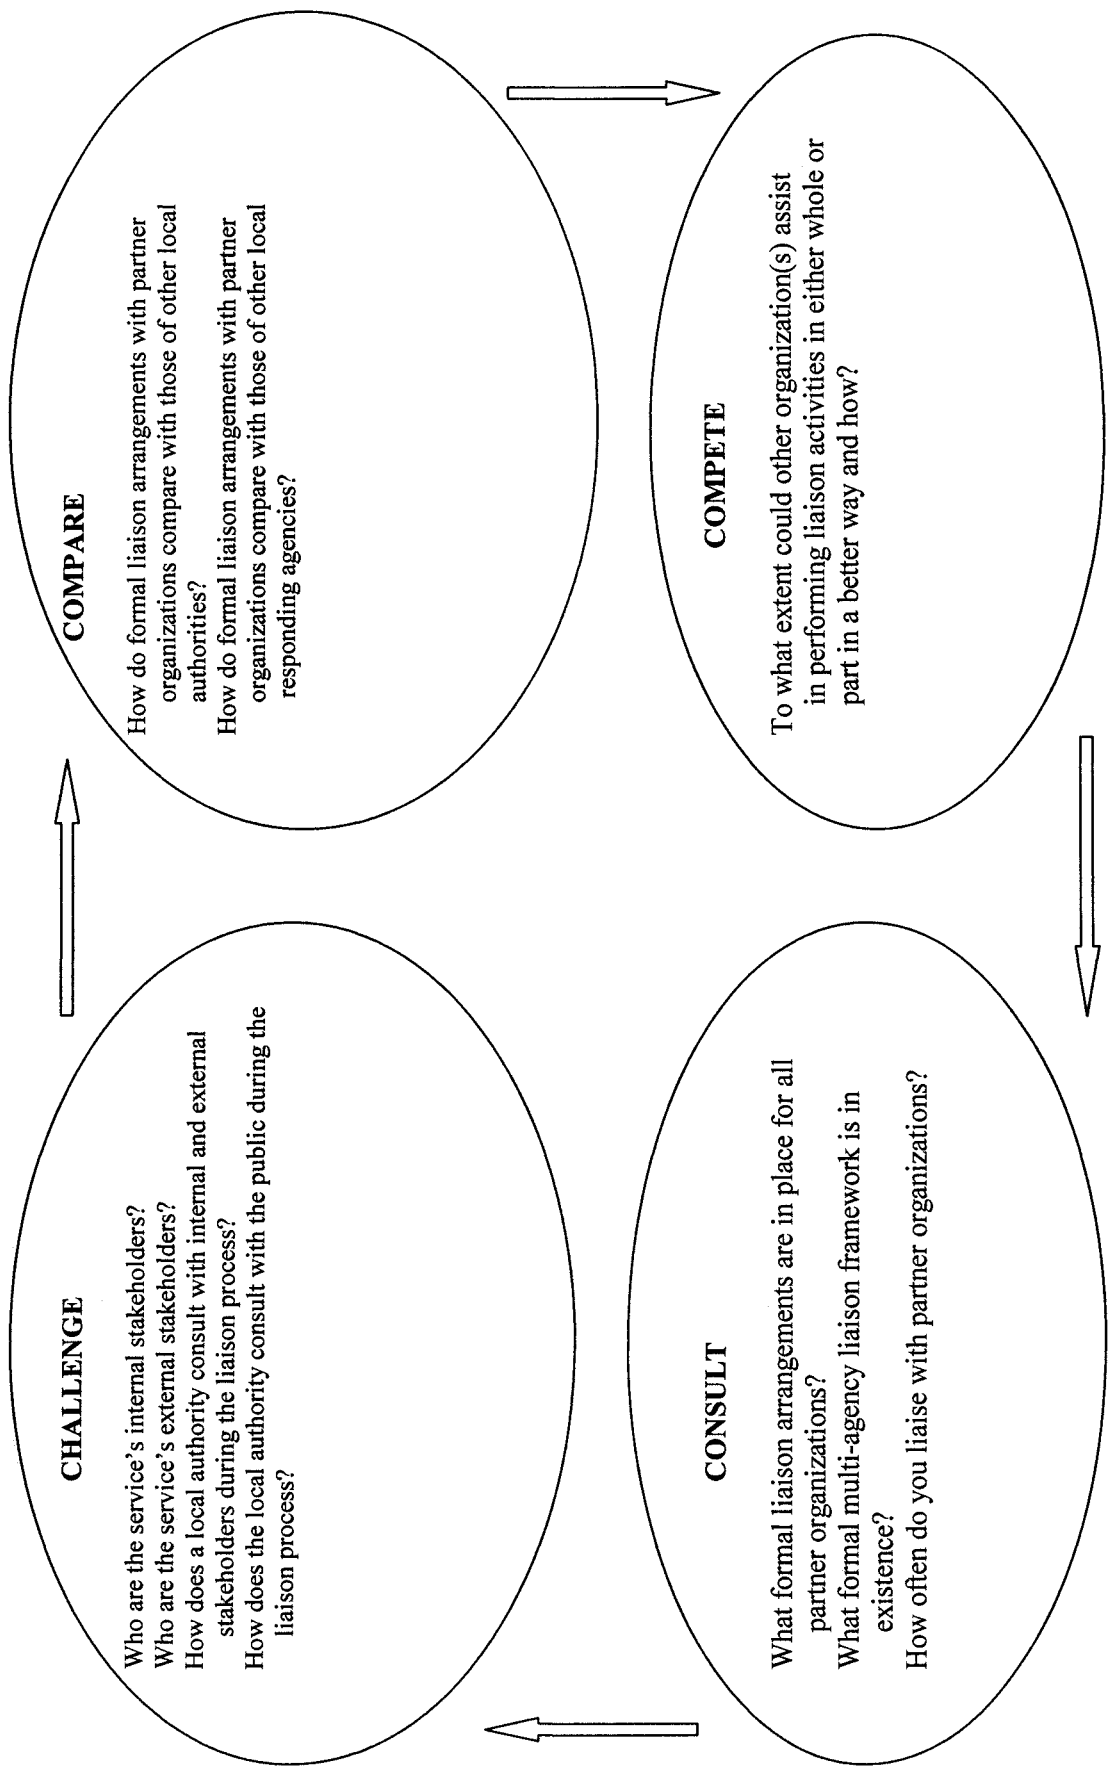 CHALLENGE
Who are the service’s internal stakeholders?
Who are the service’s external stakeholders?
How does a local authority consult with internal and external
stakeholders during the liaison process?
How does the local authority consult with the public during the
liaison process?
COMPARE
How do formal liaison arrangements with partner
organizations compare with those of other local
authorities?
How do formal liaison arrangements with partner
organizations compare with those of other local
responding agencies?
CONSULT
What formal liaison arrangements are in place for all
partner organizations?
What formal multi-agency liaison framework is in
existence?
How often do you liaise with partner organizations?
COMPETE
To what extent could other organization(s) assist
in performing liaison activities in either whole or
part in a better way and how?